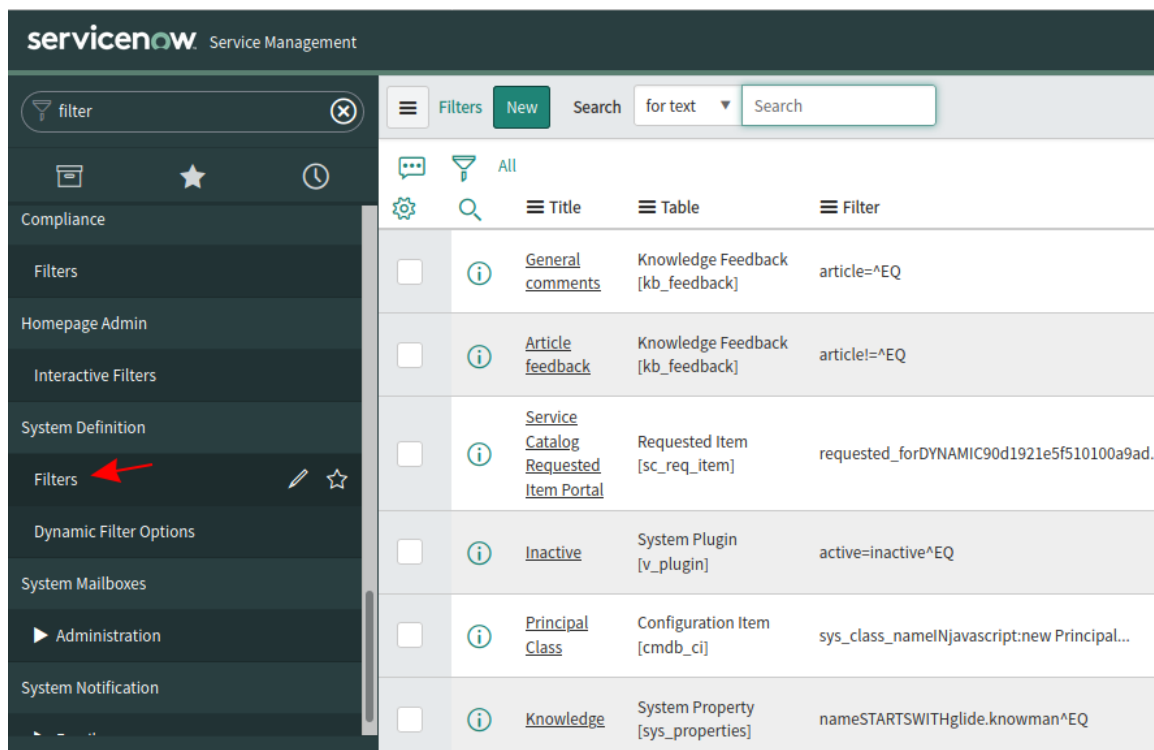 servicenow Service Management
filter
Compliance
Filters
Homepage Admin
Interactive Filters
System Definition
Filters
Dynamic Filter Options
System Mailboxes
Administration
System Notification
Filters New Search for text Search
All
Title Table Filter
General
comments
Knowledge Feedback
[kb_feedback]
article=^EQ
Article
feedback
Knowledge Feedback
[kb_feedback]
article!=^EQ
Service
Catalog
Requested
Item Portal
Requested Item
[sc_req_item]
requested_forDYNAMIC90d1921e5f510100a9ad.
Inactive
System Plugin
[v_plugin]
active=inactive^EQ
Principal
Class
Configuration Item
[cmdb_ci]
sys_class_nameINjavascript:new Principal...
Knowledge
System Property
[sys_properties]
nameSTARTSWITHglide.knowman^EQ